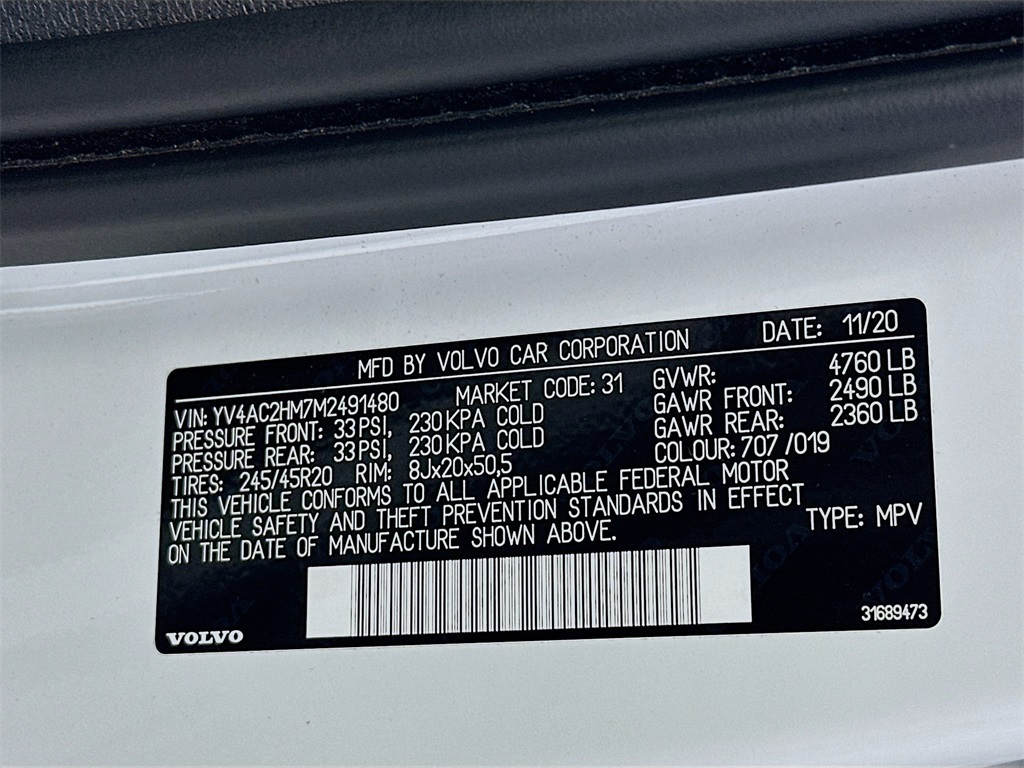 MFD BY VOLVO CAR CORPORATION DATE: 11/20
VIN: YV4AC2HM7M2491480 MARKET CODE: 31 GVWR: 4760 LB
PRESSURE FRONT: 33 PSI, 230 KPA COLD GAWR FRONT: 2490 LB
PRESSURE REAR: 33 PSI, 230 KPA COLD GAWR REAR: 2360 LB
TIRES: 245/45R20 RIM: 8Jx20x50,5 COLOUR: 707 /019
THIS VEHICLE CONFORMS TO ALL APPLICABLE FEDERAL MOTOR
VEHICLE SAFETY AND THEFT PREVENTION STANDARDS IN EFFECT
ON THE DATE OF MANUFACTURE SHOWN ABOVE. TYPE: MPV
VOLVO 31689473